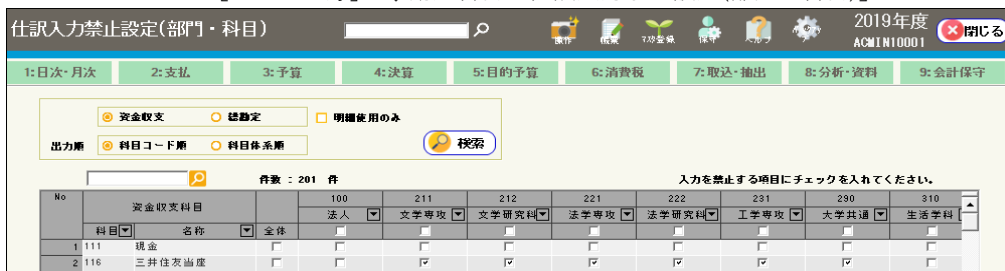 仕訳入力禁止設定(部門・科目)
操作 マスタ登録 保守 ヘルプ
2019年度
ACMIN10001
閉じる
1:日次・月次 2:支払 3:予算 4:決算 5:目的予算 6:消費税 7:取込・抽出 8:分析・資料 9:会計保守
資金収支 総勘定 明細使用のみ
出力順 科目コード順 科目体系順 検索
件数 : 201 件 入力を禁止する項目にチェックを入れてください。
No 資金収支科目 100 211 212 221 222 231 290 310
法人 文学専攻 文学研究科 法学専攻 法学研究科 工学専攻 大学共通 生活学科
科目 名称 全体
1 111 現金
2 116 三井住友当座